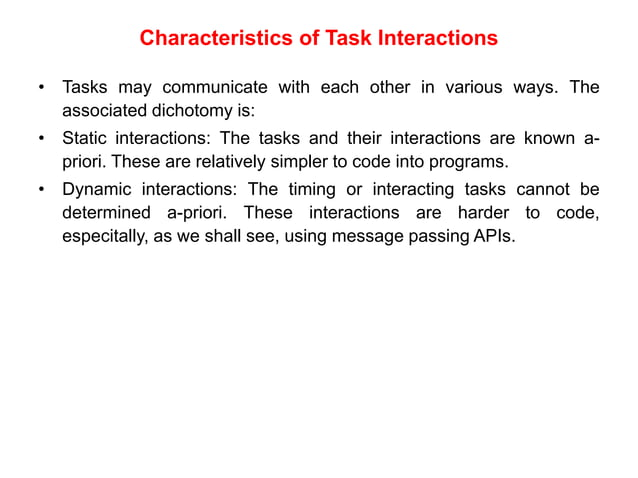 Characteristics of Task Interactions
• Tasks may communicate with each other in various ways. The
associated dichotomy is:
• Static interactions: The tasks and their interactions are known a-
priori. These are relatively simpler to code into programs.
• Dynamic interactions: The timing or interacting tasks cannot be
determined a-priori. These interactions are harder to code,
especitally, as we shall see, using message passing APIs.